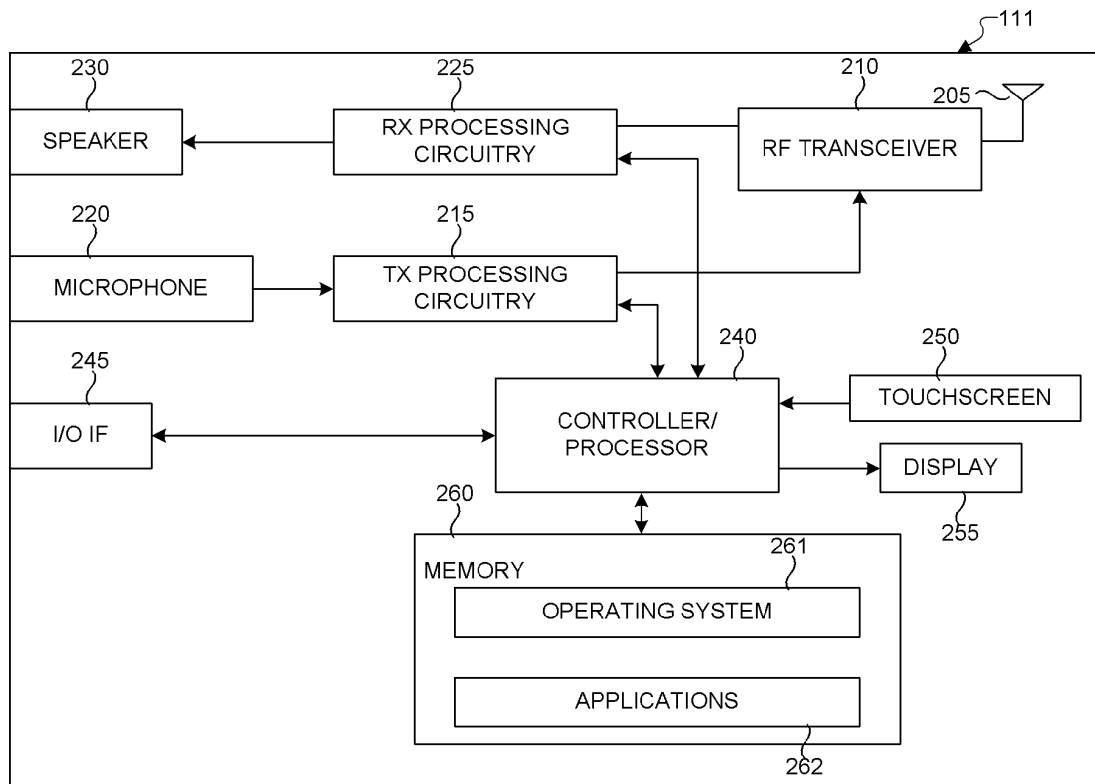 111
230
225
210
205
SPEAKER
RX PROCESSING
CIRCUITRY
RF TRANSCEIVER
220
215
MICROPHONE
TX PROCESSING
CIRCUITRY
245
240
250
I/O IF
CONTROLLER/
PROCESSOR
TOUCHSCREEN
DISPLAY
255
260
MEMORY
261
OPERATING SYSTEM
APPLICATIONS
262